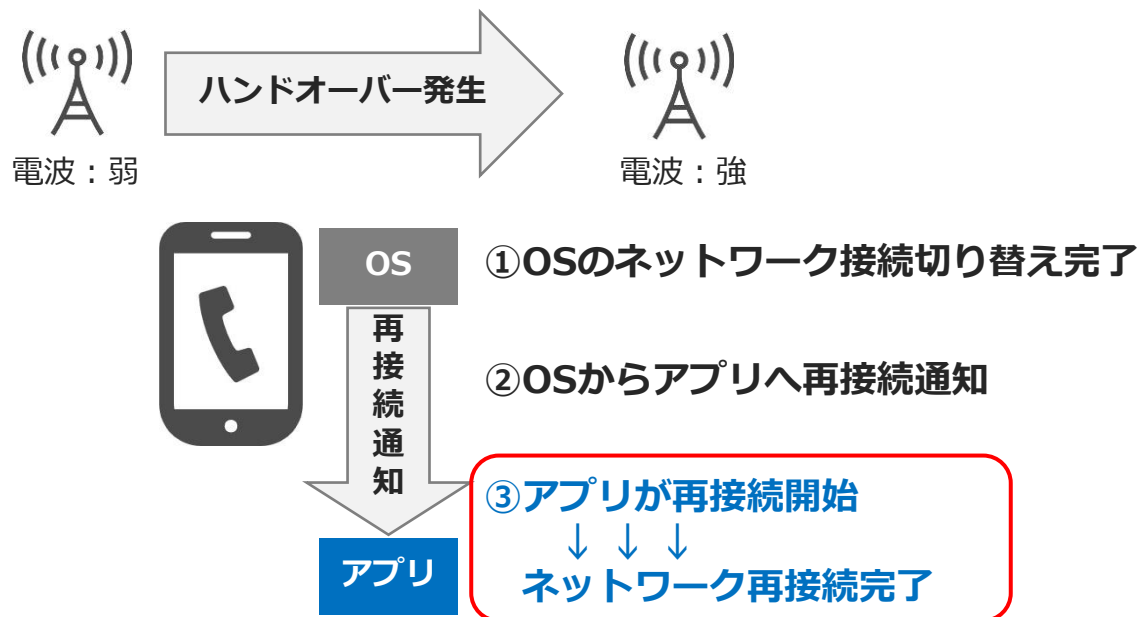 ハンドオーバー発生
電波：弱
電波：強
OS
①OSのネットワーク接続切り替え完了
再接続通知
②OSからアプリへ再接続通知
③アプリが再接続開始
↓ ↓ ↓
アプリ
ネットワーク再接続完了